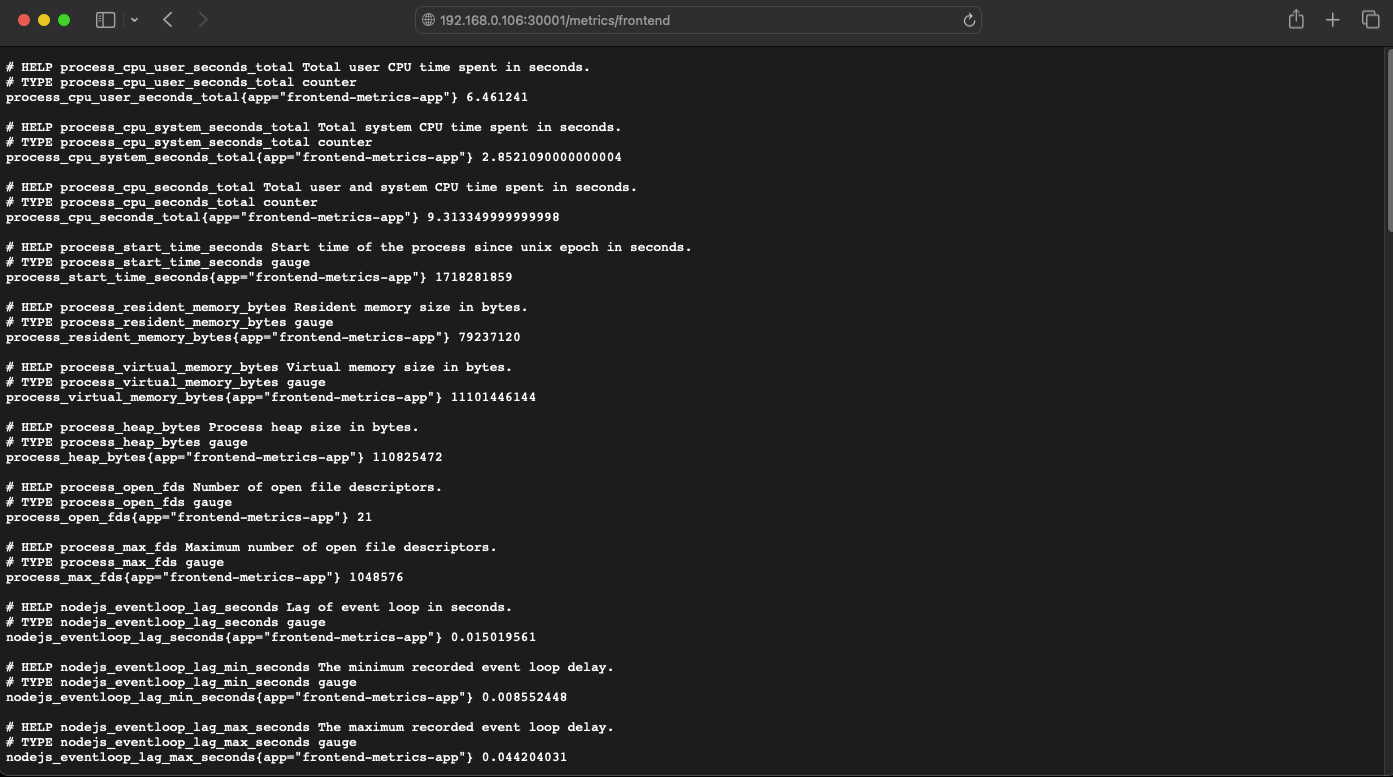 192.168.0.106:30001/metrics/frontend
# HELP process_cpu_user_seconds_total Total user CPU time spent in seconds.
# TYPE process_cpu_user_seconds_total counter
process_cpu_user_seconds_total{app="frontend-metrics-app"} 6.461241
# HELP process_cpu_system_seconds_total Total system CPU time spent in seconds.
# TYPE process_cpu_system_seconds_total counter
process_cpu_system_seconds_total{app="frontend-metrics-app"} 2.8521090000000004
# HELP process_cpu_seconds_total Total user and system CPU time spent in seconds.
# TYPE process_cpu_seconds_total counter
process_cpu_seconds_total{app="frontend-metrics-app"} 9.313349999999998
# HELP process_start_time_seconds Start time of the process since unix epoch in seconds.
# TYPE process_start_time_seconds gauge
process_start_time_seconds{app="frontend-metrics-app"} 1718281859
# HELP process_resident_memory_bytes Resident memory size in bytes.
# TYPE process_resident_memory_bytes gauge
process_resident_memory_bytes{app="frontend-metrics-app"} 79237120
# HELP process_virtual_memory_bytes Virtual memory size in bytes.
# TYPE process_virtual_memory_bytes gauge
process_virtual_memory_bytes{app="frontend-metrics-app"} 11101446144
# HELP process_heap_bytes Process heap size in bytes.
# TYPE process_heap_bytes gauge
process_heap_bytes{app="frontend-metrics-app"} 110825472
# HELP process_open_fds Number of open file descriptors.
# TYPE process_open_fds gauge
process_open_fds{app="frontend-metrics-app"} 21
# HELP process_max_fds Maximum number of open file descriptors.
# TYPE process_max_fds gauge
process_max_fds{app="frontend-metrics-app"} 1048576
# HELP nodejs_eventloop_lag_seconds Lag of event loop in seconds.
# TYPE nodejs_eventloop_lag_seconds gauge
nodejs_eventloop_lag_seconds{app="frontend-metrics-app"} 0.015019561
# HELP nodejs_eventloop_lag_min_seconds The minimum recorded event loop delay.
# TYPE nodejs_eventloop_lag_min_seconds gauge
nodejs_eventloop_lag_min_seconds{app="frontend-metrics-app"} 0.008552448
# HELP nodejs_eventloop_lag_max_seconds The maximum recorded event loop delay.
# TYPE nodejs_eventloop_lag_max_seconds gauge
nodejs_eventloop_lag_max_seconds{app="frontend-metrics-app"} 0.044204031